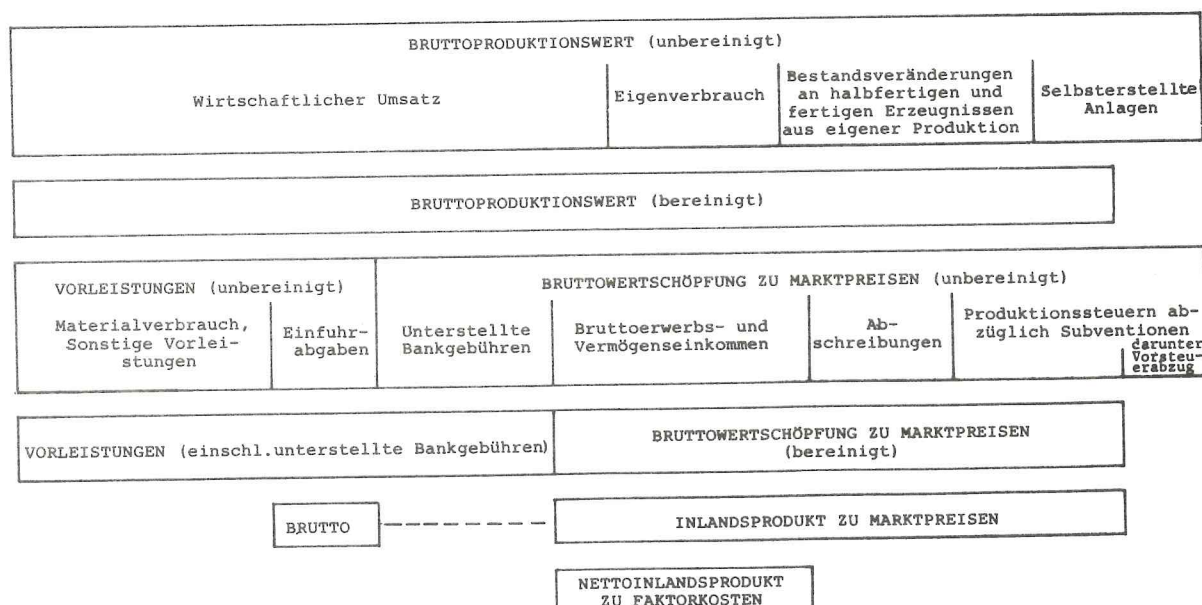 BRUTTOPRODUKTIONSWERT (unbereinigt)
Wirtschaftlicher Umsatz
Eigenverbrauch
Bestandsveränderungen
an halbfertigen und
fertigen Erzeugnissen
aus eigener Produktion
Selbsterstellte
Anlagen
BRUTTOPRODUKTIONSWERT (bereinigt)
VORLEISTUNGEN (unbereinigt)
Materialverbrauch,
Sonstige Vorlei-
stungen
Einfuhr-
abgaben
BRUTTOWERTSCHÖPFUNG ZU MARKTPREISEN (unbereinigt)
Unterstellte
Bankgebühren
Bruttoerwerbs- und
Vermögenseinkommen
Ab-
schreibungen
Produktionssteuern ab-
züglich Subventionen
darunter
Vorsteu-
erabzug
VORLEISTUNGEN (einschl.unterstellte Bankgebühren)
BRUTTOWERTSCHÖPFUNG ZU MARKTPREISEN
(bereinigt)
BRUTTO
INLANDSPRODUKT ZU MARKTPREISEN
NETTOINLANDSPRODUKT
ZU FAKTORKOSTEN